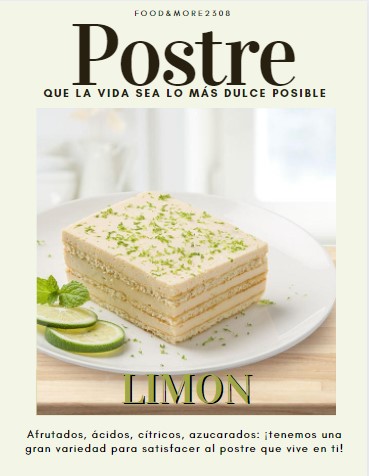 FOOD&MORE2308
Postre
QUE LA VIDA SEA LO MÁS DULCE POSIBLE
LIMON
Afrutados, ácidos, cítricos, azucarados: ¡tenemos una
gran variedad para satisfacer al postre que vive en ti!